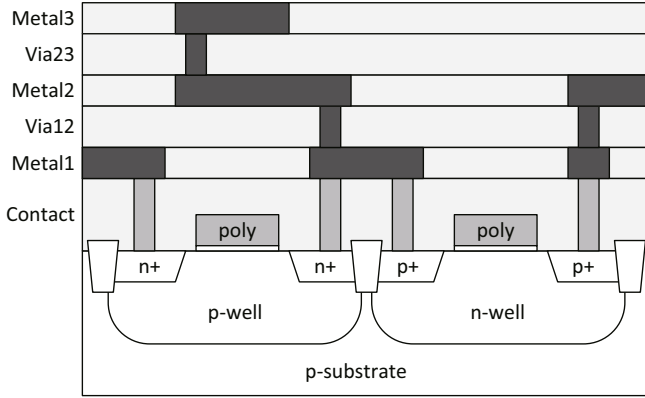 Metal3
Via23
Metal2
Via12
Metal1
Contact
poly
poly
n+
n+
p+
p+
p-well
n-well
p-substrate